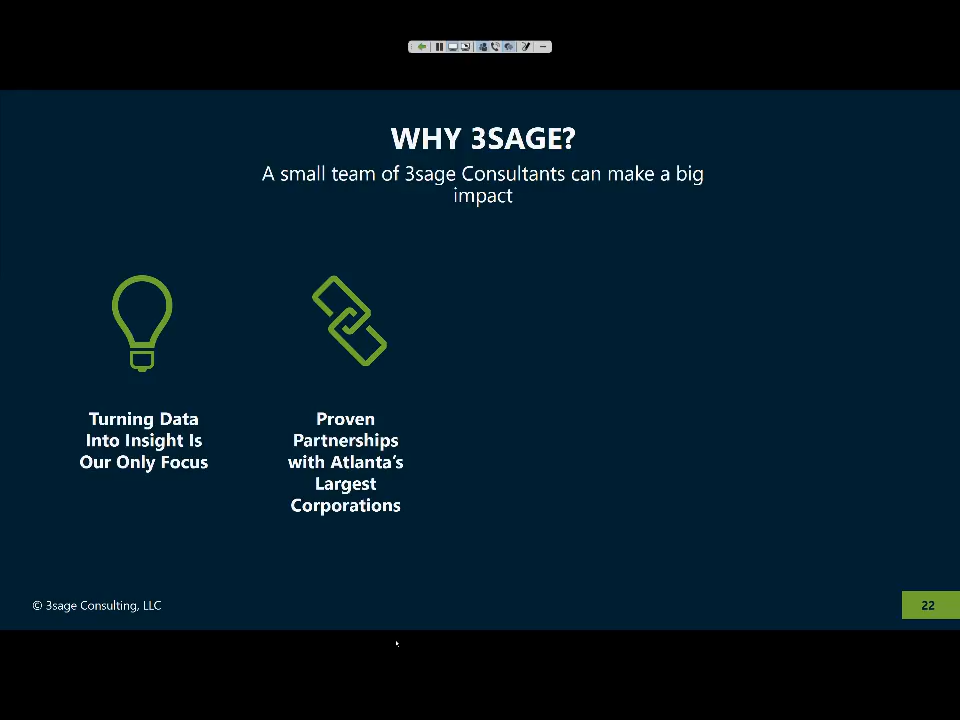 WHY 3SAGE?
A small team of 3sage Consultants can make a big
impact
Turning Data
Into Insight Is
Our Only Focus
Proven
Partnerships
with Atlanta’s
Largest
Corporations
© 3sage Consulting, LLC
22